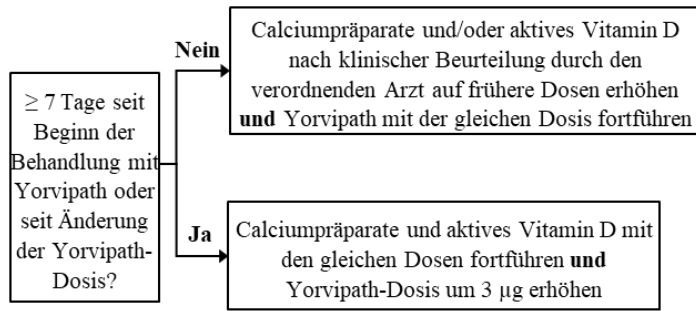 ≥ 7 Tage seit
Beginn der
Behandlung mit
Yorvipath oder
seit Änderung
der Yorvipath-
Dosis?
Nein
Calciumpräparate und/oder aktives Vitamin D
nach klinischer Beurteilung durch den
verordnenden Arzt auf frühere Dosen erhöhen
und Yorvipath mit der gleichen Dosis fortführen
Ja
Calciumpräparate und aktives Vitamin D mit
den gleichen Dosen fortführen und
Yorvipath-Dosis um 3 µg erhöhen